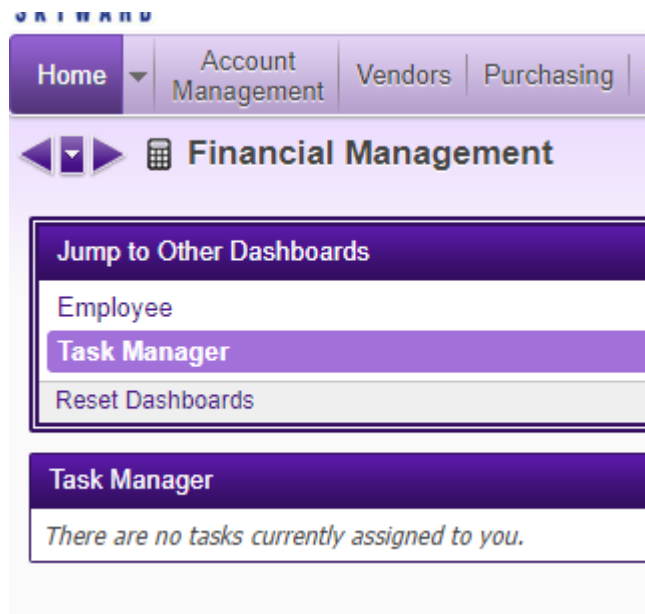 SKYWARD
Home
Account
Management
Vendors
Purchasing
Financial Management
Jump to Other Dashboards
Employee
Task Manager
Reset Dashboards
Task Manager
There are no tasks currently assigned to you.